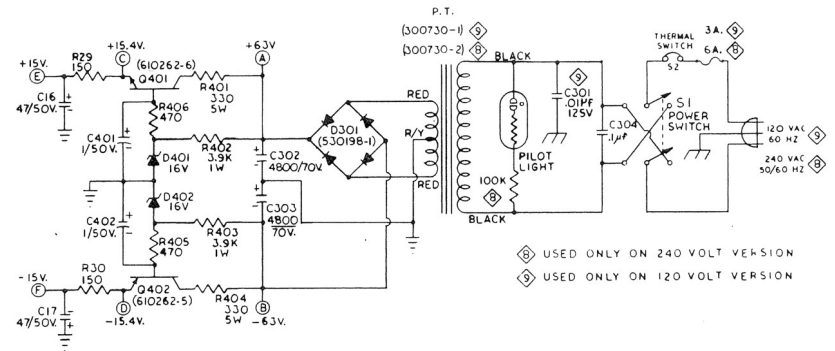 P.T.
(300730-1) 9
(300730-2) 8
BLACK
THERMAL
SWITCH
S2
3A. 9
6A. 8
+15.4V.
C
(610262-6)
Q401
+63V
A
+15V.
E
R29
150
R401
330
5W
C16
47/50V.
R406
470
C401
1/50V.
R402
3.9K
1W
D401
16V
C302
4800/70V.
D301
(530198-1)
RED
R/Y
RED
9
C301
.01Pf
125V
C304
.1µf
S1
POWER
SWITCH
120 VAC
60 HZ
9
240 VAC
50/60 HZ
8
PILOT
LIGHT
100K
8
BLACK
D402
16V
C402
1/50V.
R403
3.9K
1W
C303
4800
70V.
R405
470
-15V.
F
R30
150
Q402
(610262-5)
D
-15.4V.
R404
330
5W
B
-63V.
C17
47/50V.
8 USED ONLY ON 240 VOLT VERSION
9 USED ONLY ON 120 VOLT VERSION